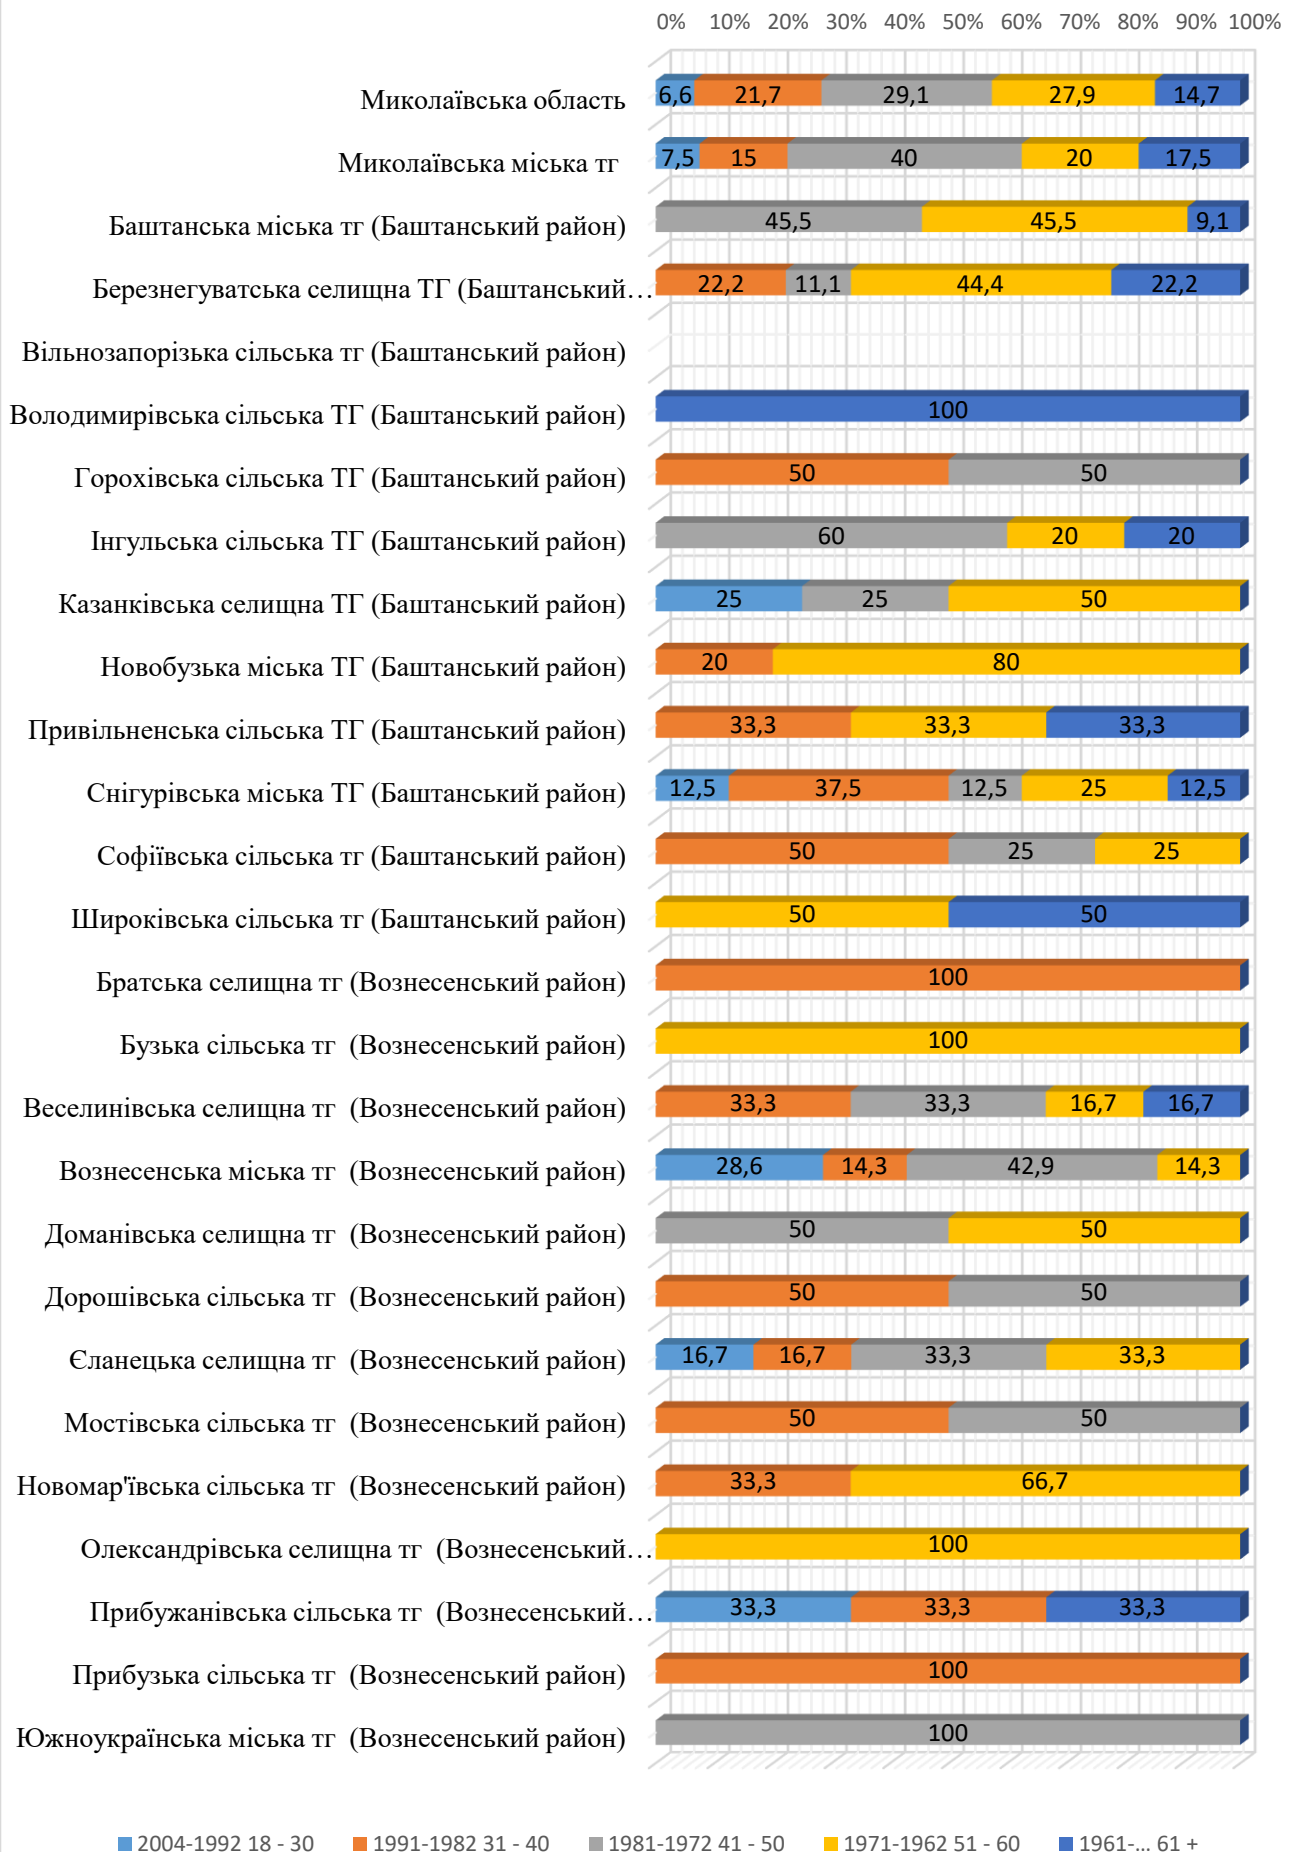 0% 10% 20% 30% 40% 50% 60% 70% 80% 90% 100%
Миколаївська область 6,6 21,7 29,1 27,9 14,7
Миколаївська міська тг 7,5 15 40 20 17,5
Баштанська міська тг (Баштанський район) 45,5 45,5 9,1
Березнегуватська селищна ТГ (Баштанський… 22,2 11,1 44,4 22,2
Вільнозапорізька сільська тг (Баштанський район)
Володимирівська сільська ТГ (Баштанський район) 100
Горохівська сільська ТГ (Баштанський район) 50 50
Інгульська сільська ТГ (Баштанський район) 60 20 20
Казанківська селищна ТГ (Баштанський район) 25 25 50
Новобузька міська ТГ (Баштанський район) 20 80
Привільненська сільська ТГ (Баштанський район) 33,3 33,3 33,3
Снігурівська міська ТГ (Баштанський район) 12,5 37,5 12,5 25 12,5
Софіївська сільська тг (Баштанський район) 50 25 25
Широківська сільська тг (Баштанський район) 50 50
Братська селищна тг (Вознесенський район) 100
Бузька сільська тг (Вознесенський район) 100
Веселинівська селищна тг (Вознесенський район) 33,3 33,3 16,7 16,7
Вознесенська міська тг (Вознесенський район) 28,6 14,3 42,9 14,3
Доманівська селищна тг (Вознесенський район) 50 50
Дорошівська сільська тг (Вознесенський район) 50 50
Єланецька селищна тг (Вознесенський район) 16,7 16,7 33,3 33,3
Мостівська сільська тг (Вознесенський район) 50 50
Новомар'ївська сільська тг (Вознесенський район) 33,3 66,7
Олександрівська селищна тг (Вознесенський… 100
Прибужанівська сільська тг (Вознесенський… 33,3 33,3 33,3
Прибузька сільська тг (Вознесенський район) 100
Южноукраїнська міська тг (Вознесенський район) 100
2004-1992 18 - 30 1991-1982 31 - 40 1981-1972 41 - 50 1971-1962 51 - 60 1961-... 61 +